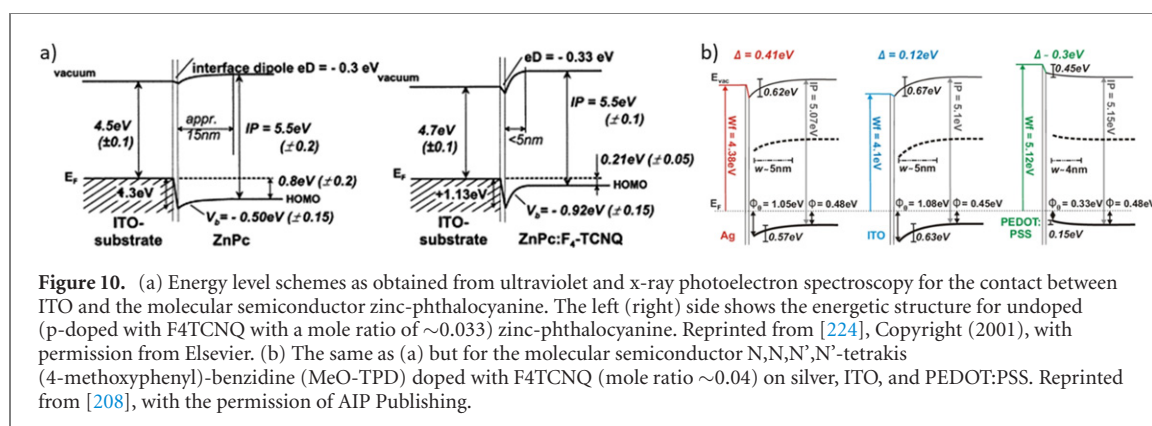 a)
vacuum
interface dipole eD = - 0.3 eV
4.5eV
(±0.1)
appr.
15nm
IP = 5.5eV
(±0.2)
E_F
0.8eV (±0.2)
1.3eV
HOMO
V_b = - 0.50eV (±0.15)
ITO-
substrate
ZnPc
eD = - 0.33 eV
4.7eV
(±0.1)
<5nm
IP = 5.5eV
(±0.1)
0.21eV (±0.05)
+1.13eV
HOMO
V_b = - 0.92eV (±0.15)
ITO-
substrate
ZnPc:F₄-TCNQ
b)
Δ = 0.41eV
E_vac
0.62eV
Wf = 4.38eV
IP = 5.07eV
w~5nm
E_F
Φ_B = 1.05eV
Φ = 0.48eV
Ag
0.57eV
Δ = 0.12eV
0.67eV
Wf = 4.1eV
IP = 5.1eV
w~5nm
Φ_B = 1.08eV
Φ = 0.45eV
ITO
0.63eV
Δ ~ 0.3eV
0.45eV
Wf = 5.12eV
IP = 5.15eV
w~4nm
Φ_B = 0.33eV
Φ = 0.48eV
PEDOT:
PSS
0.15eV
Figure 10. (a) Energy level schemes as obtained from ultraviolet and x-ray photoelectron spectroscopy for the contact between
ITO and the molecular semiconductor zinc-phthalocyanine. The left (right) side shows the energetic structure for undoped
(p-doped with F4TCNQ with a mole ratio of ~0.033) zinc-phthalocyanine. Reprinted from [224], Copyright (2001), with
permission from Elsevier. (b) The same as (a) but for the molecular semiconductor N,N,N',N'-tetrakis
(4-methoxyphenyl)-benzidine (MeO-TPD) doped with F4TCNQ (mole ratio ~0.04) on silver, ITO, and PEDOT:PSS. Reprinted
from [208], with the permission of AIP Publishing.